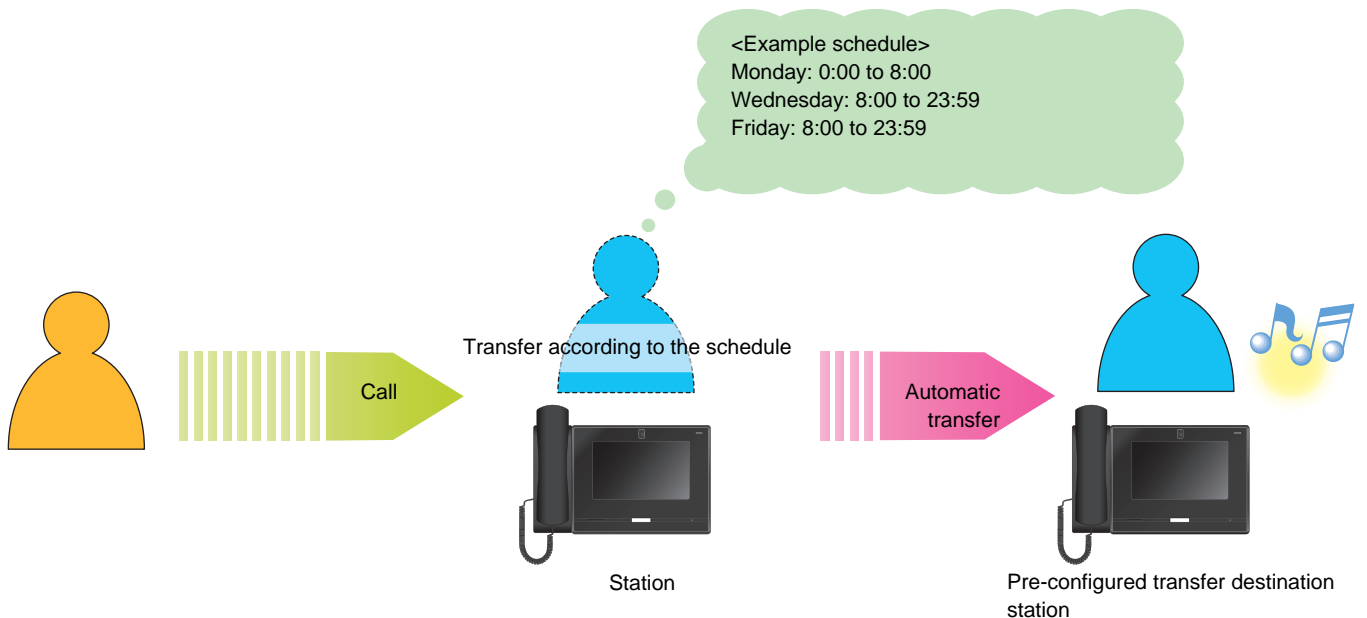 <Example schedule>
Monday: 0:00 to 8:00
Wednesday: 8:00 to 23:59
Friday: 8:00 to 23:59
Transfer according to the schedule
Call
Automatic
transfer
Station
Pre-configured transfer destination
station